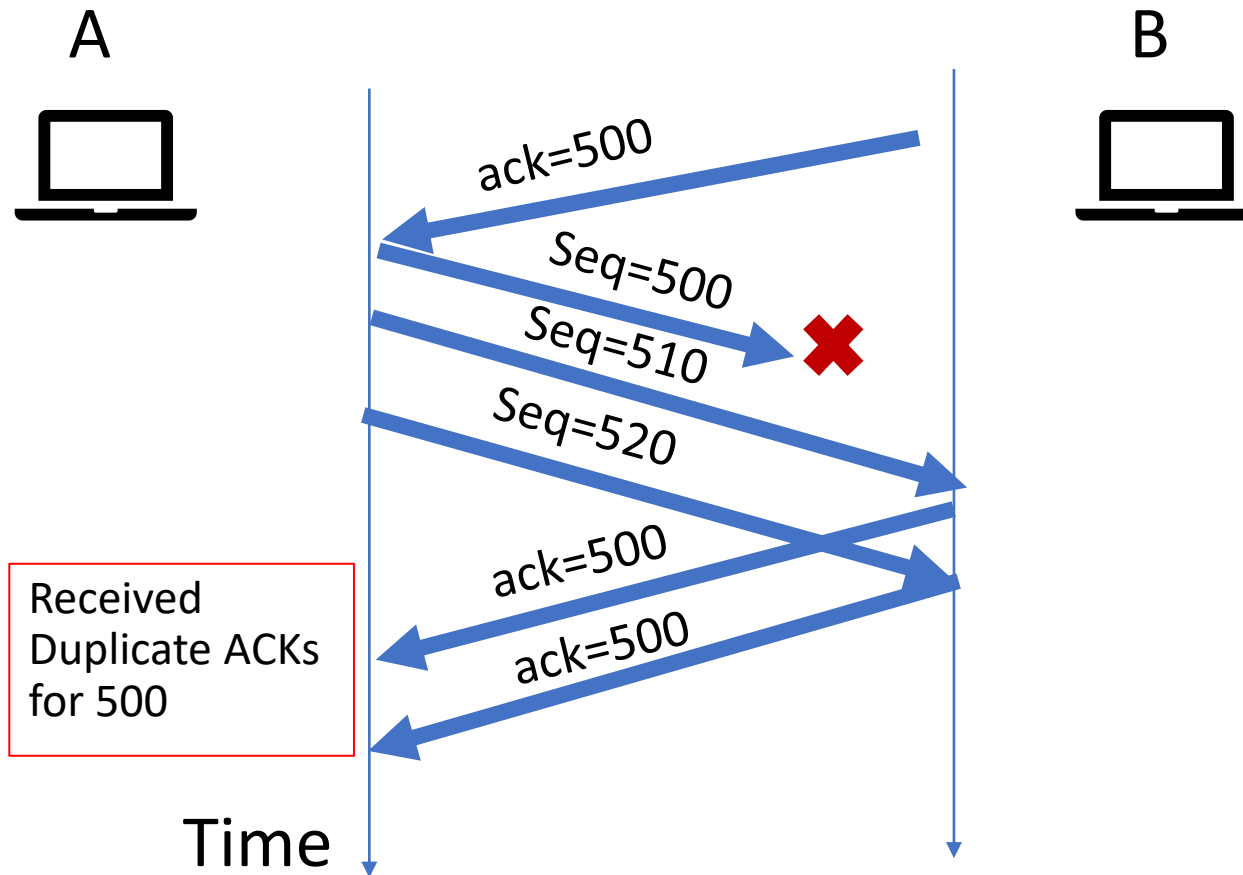 A
B
ack=500
Seq=500
Seq=510
Seq=520
ack=500
ack=500
Received
Duplicate ACKs
for 500
Time